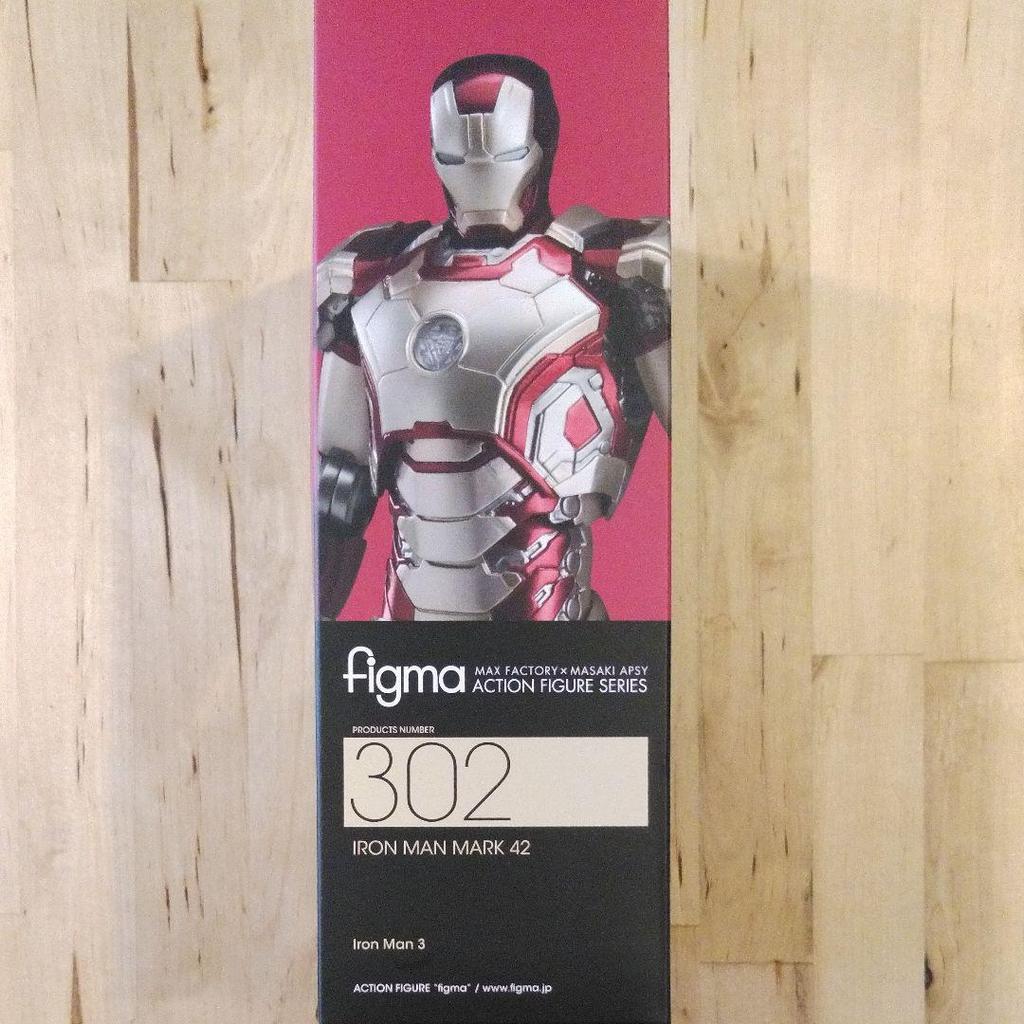 figma MAX FACTORY × MASAKI APSY
ACTION FIGURE SERIES
PRODUCTS NUMBER
302
IRON MAN MARK 42
Iron Man 3
ACTION FIGURE "figma" / www.figma.jp